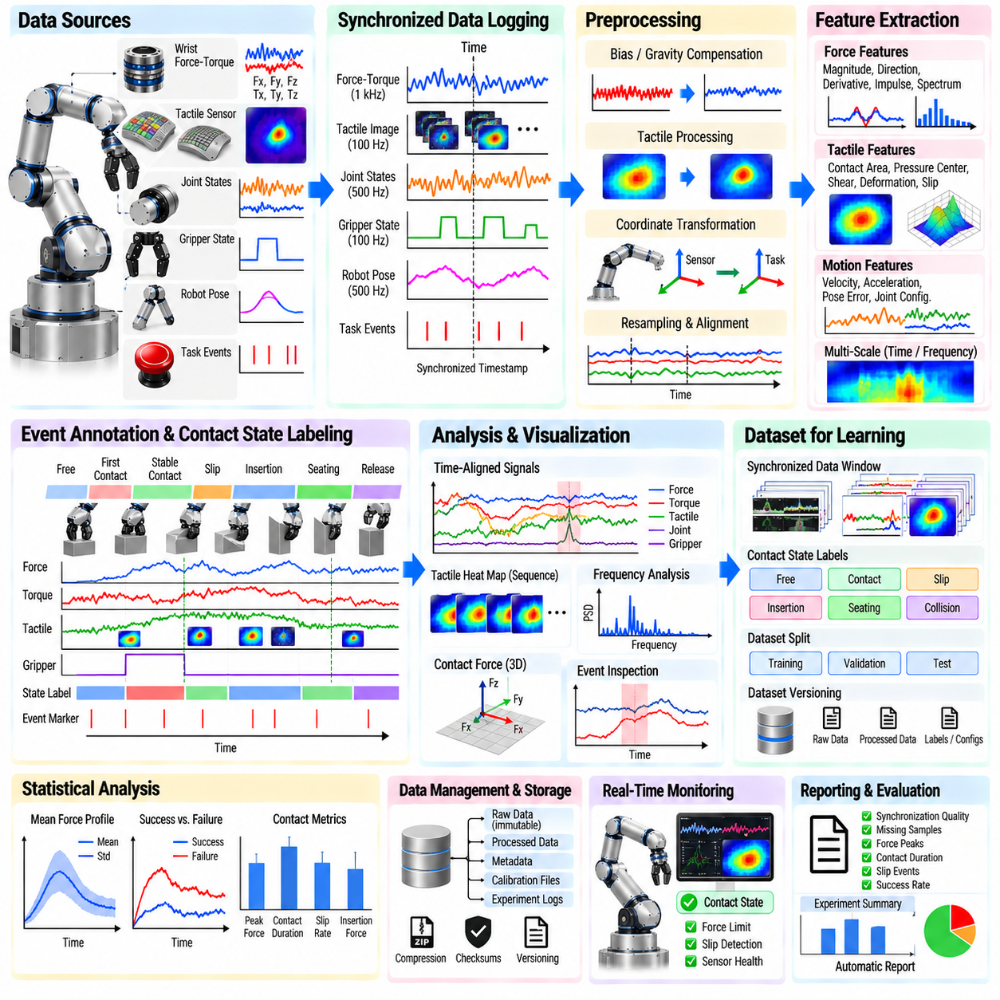 Data Sources
Wrist
Force-Torque
Fx, Fy, Fz
Tx, Ty, Tz
Tactile Sensor
Joint States
Gripper State
Robot Pose
Task Events
Synchronized Data Logging
Time
Force-Torque
(1 kHz)
Tactile Image
(100 Hz)
Joint States
(500 Hz)
Gripper State
(100 Hz)
Robot Pose
(500 Hz)
Task Events
Synchronized Timestamp
Preprocessing
Bias / Gravity Compensation
Tactile Processing
Coordinate Transformation
Sensor
Task
Resampling & Alignment
Time
Feature Extraction
Force Features
Magnitude, Direction,
Derivative, Impulse, Spectrum
Tactile Features
Contact Area, Pressure Center,
Shear, Deformation, Slip
Motion Features
Velocity, Acceleration,
Pose Error, Joint Config.
Multi-Scale (Time / Frequency)
Event Annotation & Contact State Labeling
Free
First
Contact
Stable
Contact
Slip
Insertion
Seating
Release
Force
Torque
Tactile
Gripper
State Label
Event Marker
Time
Analysis & Visualization
Time-Aligned Signals
Force
Torque
Tactile
Joint
Gripper
Tactile Heat Map (Sequence)
Frequency Analysis
PSD
Frequency
Contact Force (3D)
Fz
Fy
Fx
Fx
Event Inspection
Time
Dataset for Learning
Synchronized Data Window
Contact State Labels
Free
Contact
Slip
Insertion
Seating
Collision
Dataset Split
Training
Validation
Test
Dataset Versioning
Raw Data
Processed Data
Labels / Configs
Statistical Analysis
Mean Force Profile
Mean
Std
Time
Success vs. Failure
Success
Failure
Time
Contact Metrics
Peak
Force
Contact
Duration
Slip
Rate
Insertion
Force
Data Management & Storage
Raw Data
(immutable)
Processed Data
Metadata
Calibration Files
Experiment Logs
ZIP
Compression
Checksums
Versioning
Real-Time Monitoring
Contact State
Force Limit
Slip Detection
Sensor Health
Reporting & Evaluation
Synchronization Quality
Missing Samples
Force Peaks
Contact Duration
Slip Events
Success Rate
Experiment Summary
Automatic Report